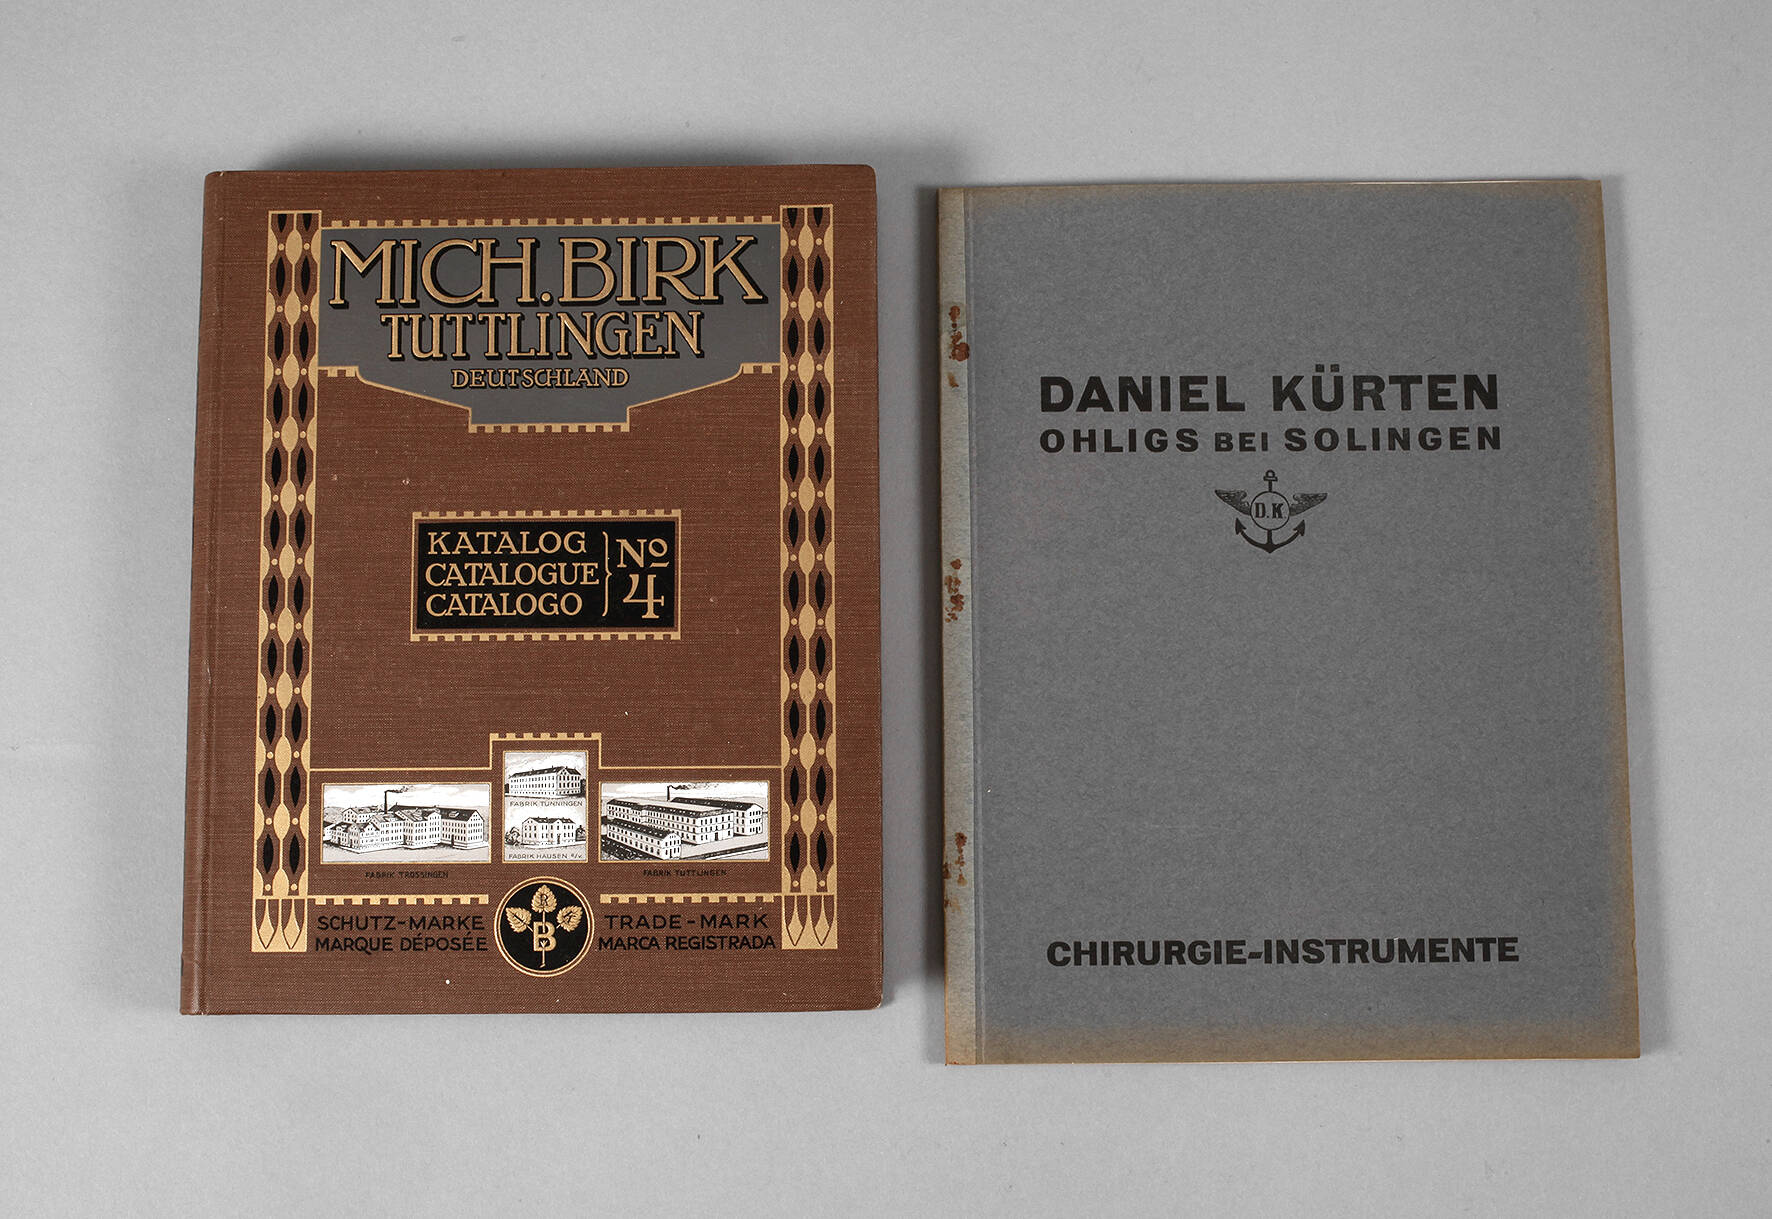 MICH. BIRK
TUTTLINGEN
DEUTSCHLAND
KATALOG
CATALOGUE
CATALOGO
No 4
FABRIK TUNNINGEN
FABRIK HAUSEN o/V.
FABRIK TROSSINGEN
FABRIK TUTTLINGEN
SCHUTZ-MARKE
MARQUE DÉPOSÉE
B
TRADE-MARK
MARCA REGISTRADA
DANIEL KÜRTEN
OHLIGS BEI SOLINGEN
D.K
CHIRURGIE-INSTRUMENTE